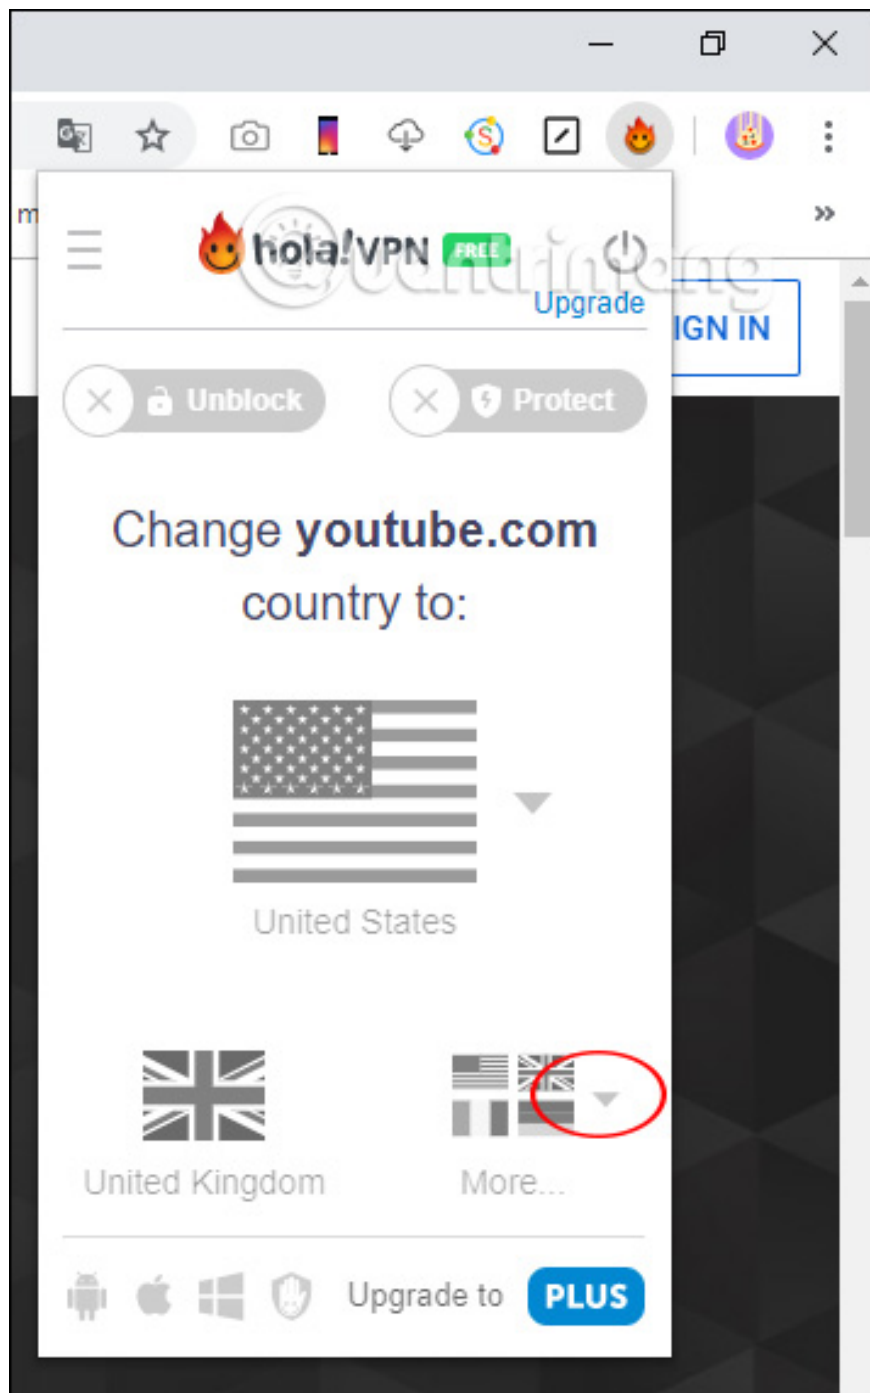 m
hola!VPN FREE
uantrimang
Upgrade
IGN IN
Unblock
Protect
Change youtube.com
country to:
United States
United Kingdom
More...
Upgrade to PLUS